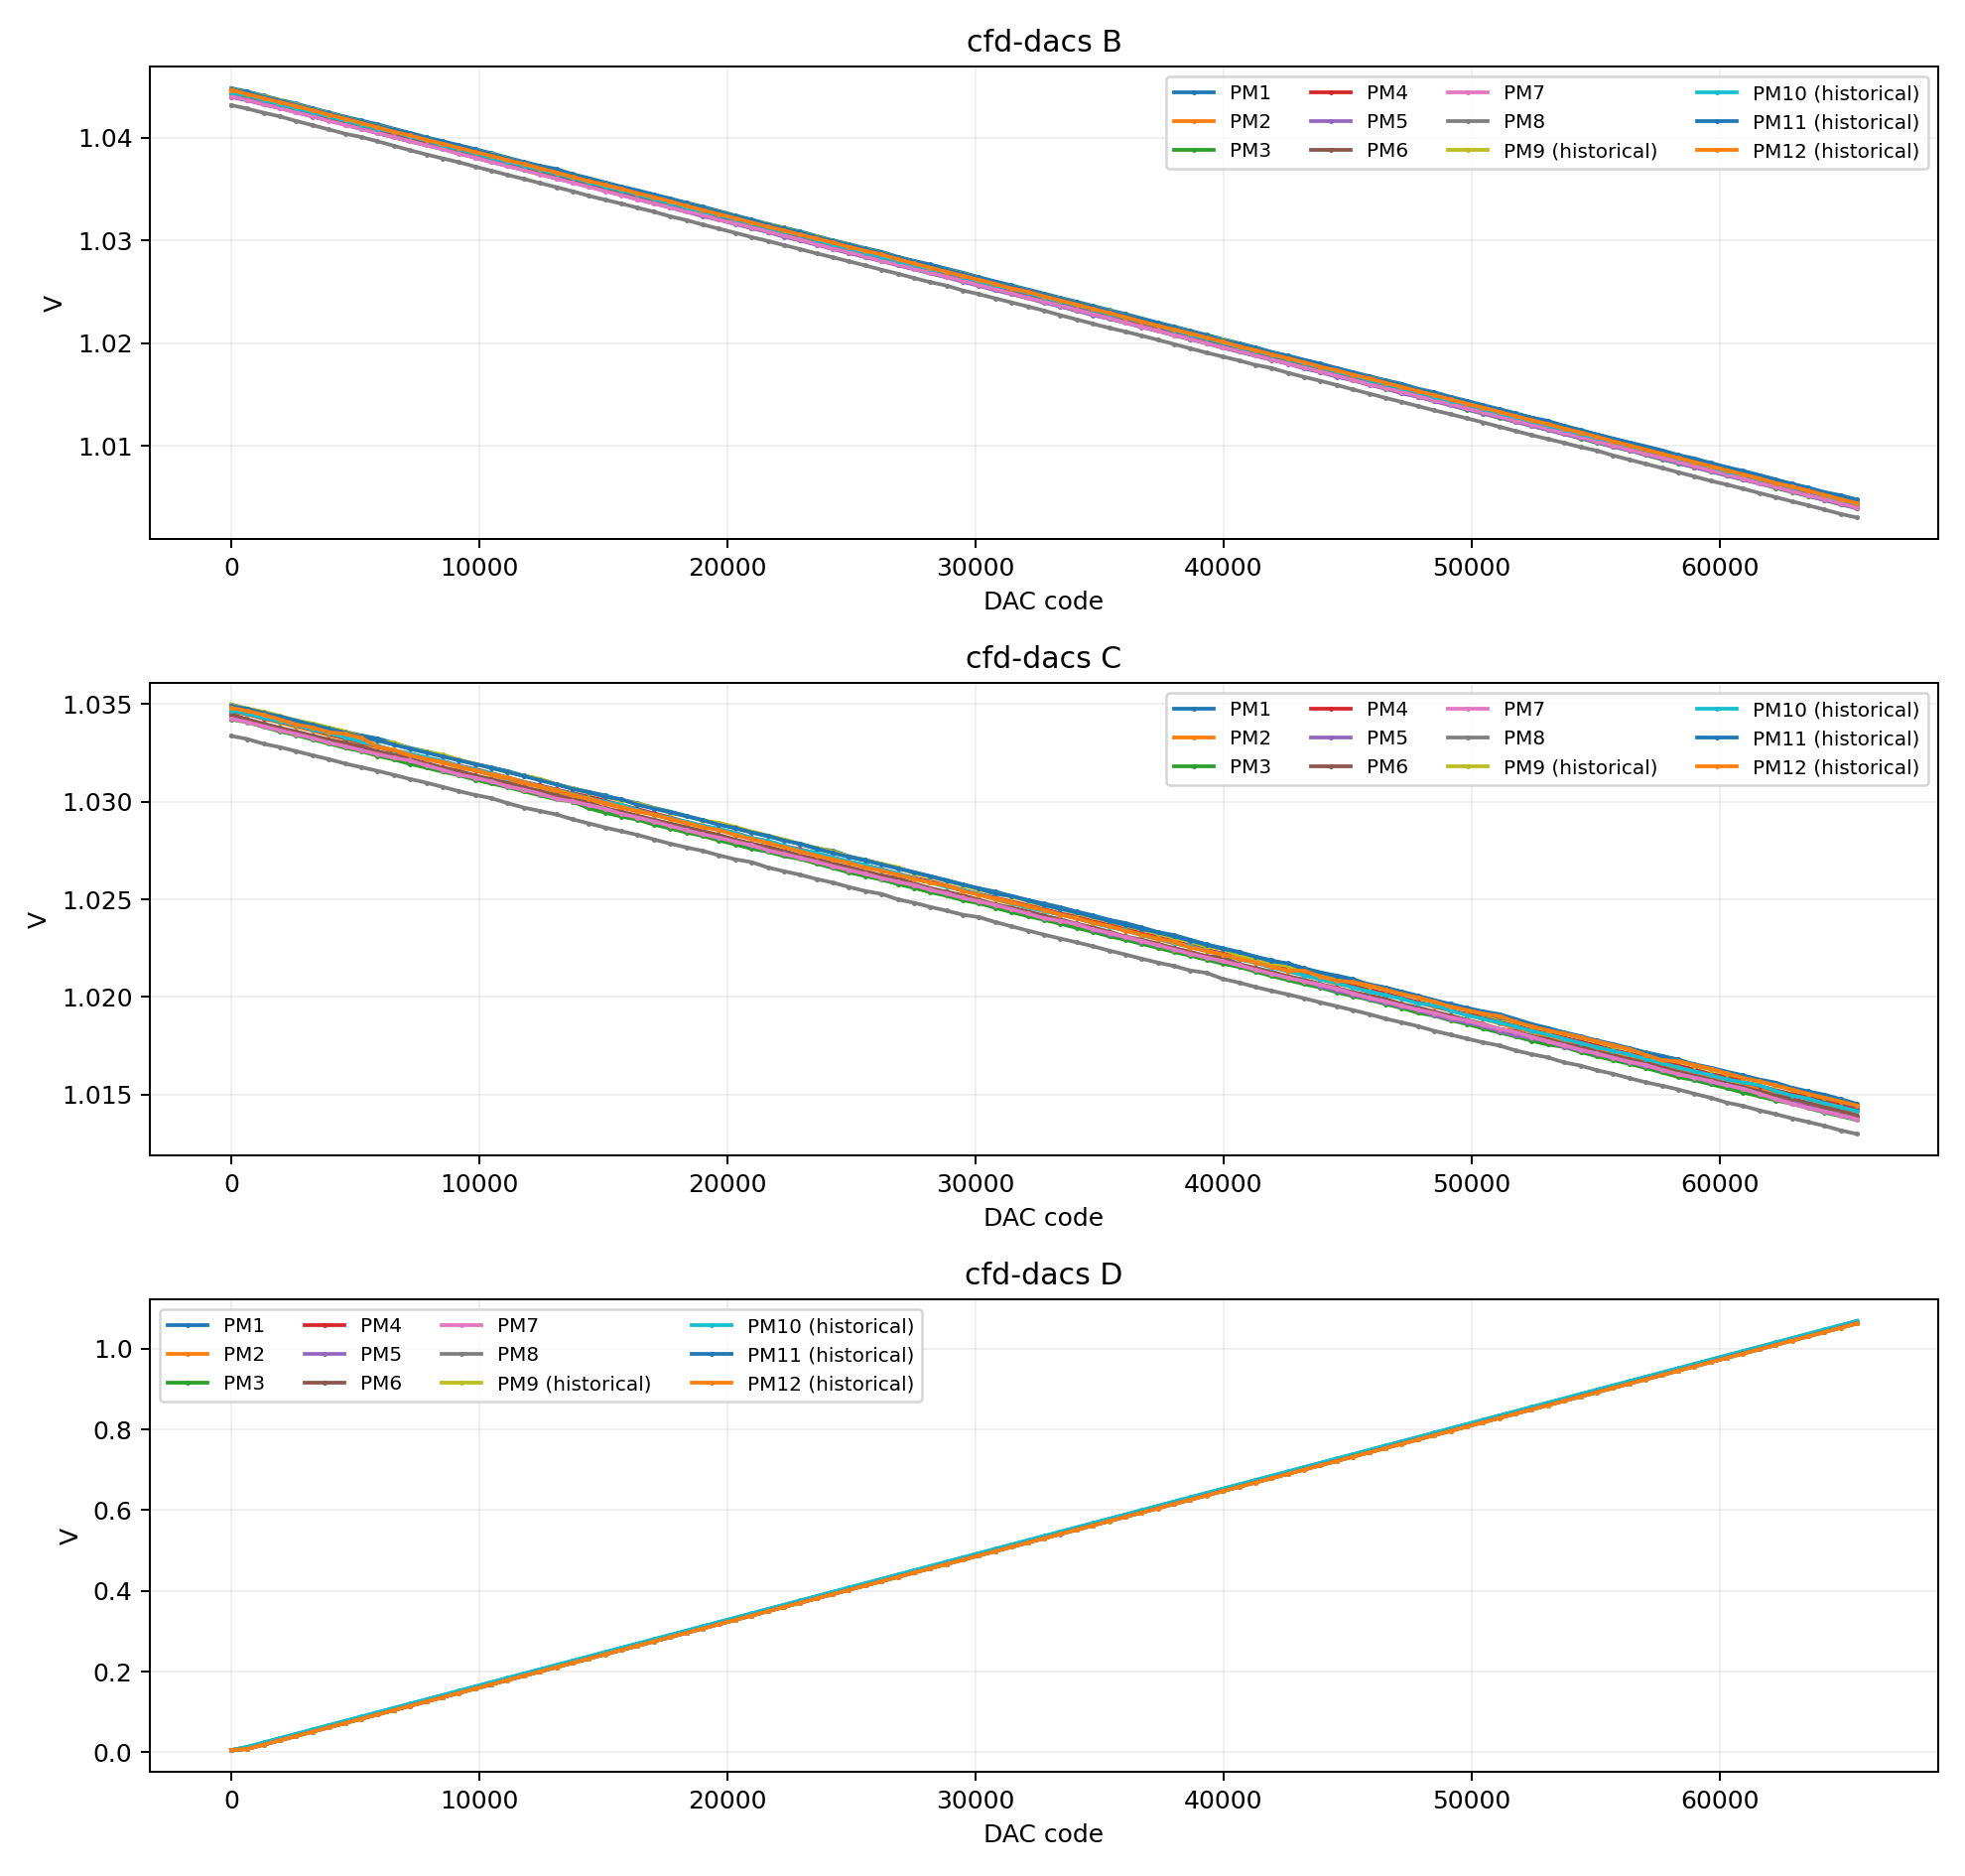 cfd-dacs B
V
1.04
1.03
1.02
1.01
PM1 PM4 PM7 PM10 (historical)
PM2 PM5 PM8 PM11 (historical)
PM3 PM6 PM9 (historical) PM12 (historical)
0 10000 20000 30000 40000 50000 60000
DAC code
cfd-dacs C
V
1.035
1.030
1.025
1.020
1.015
PM1 PM4 PM7 PM10 (historical)
PM2 PM5 PM8 PM11 (historical)
PM3 PM6 PM9 (historical) PM12 (historical)
0 10000 20000 30000 40000 50000 60000
DAC code
cfd-dacs D
V
1.0
0.8
0.6
0.4
0.2
0.0
PM1 PM4 PM7 PM10 (historical)
PM2 PM5 PM8 PM11 (historical)
PM3 PM6 PM9 (historical) PM12 (historical)
0 10000 20000 30000 40000 50000 60000
DAC code